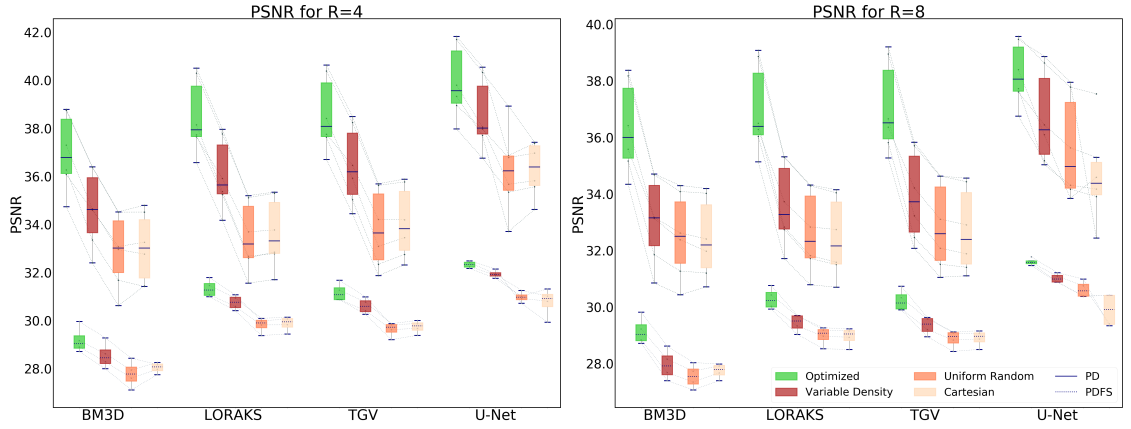 PSNR for R=4
42.0
40.0
38.0
36.0
34.0
32.0
30.0
28.0
PSNR
BM3D
LORAKS
TGV
U-Net
PSNR for R=8
40.0
38.0
36.0
34.0
32.0
30.0
28.0
PSNR
Optimized
Variable Density
Uniform Random
Cartesian
PD
PDFS
BM3D
LORAKS
TGV
U-Net